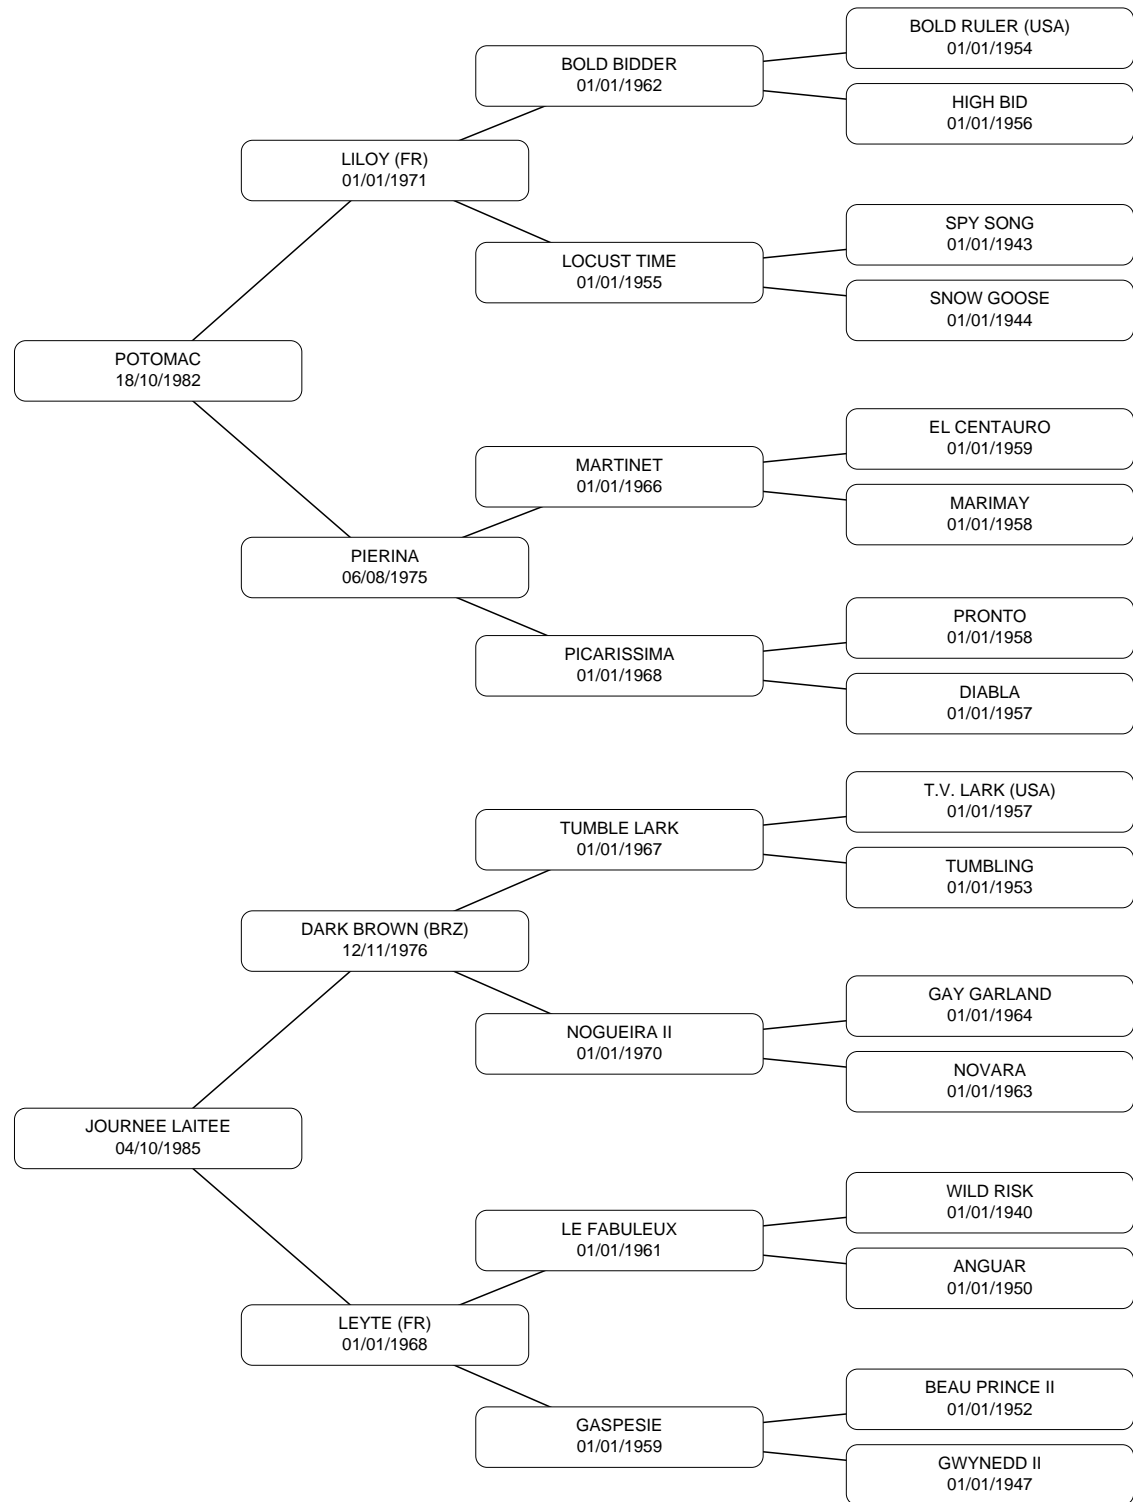 BOLD RULER (USA)
01/01/1954
BOLD BIDDER
01/01/1962
HIGH BID
01/01/1956
LILOY (FR)
01/01/1971
SPY SONG
01/01/1943
LOCUST TIME
01/01/1955
SNOW GOOSE
01/01/1944
POTOMAC
18/10/1982
EL CENTAURO
01/01/1959
MARTINET
01/01/1966
MARIMAY
01/01/1958
PIERINA
06/08/1975
PRONTO
01/01/1958
PICARISSIMA
01/01/1968
DIABLA
01/01/1957
T.V. LARK (USA)
01/01/1957
TUMBLE LARK
01/01/1967
TUMBLING
01/01/1953
DARK BROWN (BRZ)
12/11/1976
GAY GARLAND
01/01/1964
NOGUEIRA II
01/01/1970
NOVARA
01/01/1963
JOURNEE LAITEE
04/10/1985
WILD RISK
01/01/1940
LE FABULEUX
01/01/1961
ANGUAR
01/01/1950
LEYTE (FR)
01/01/1968
BEAU PRINCE II
01/01/1952
GASPESIE
01/01/1959
GWYNEDD II
01/01/1947